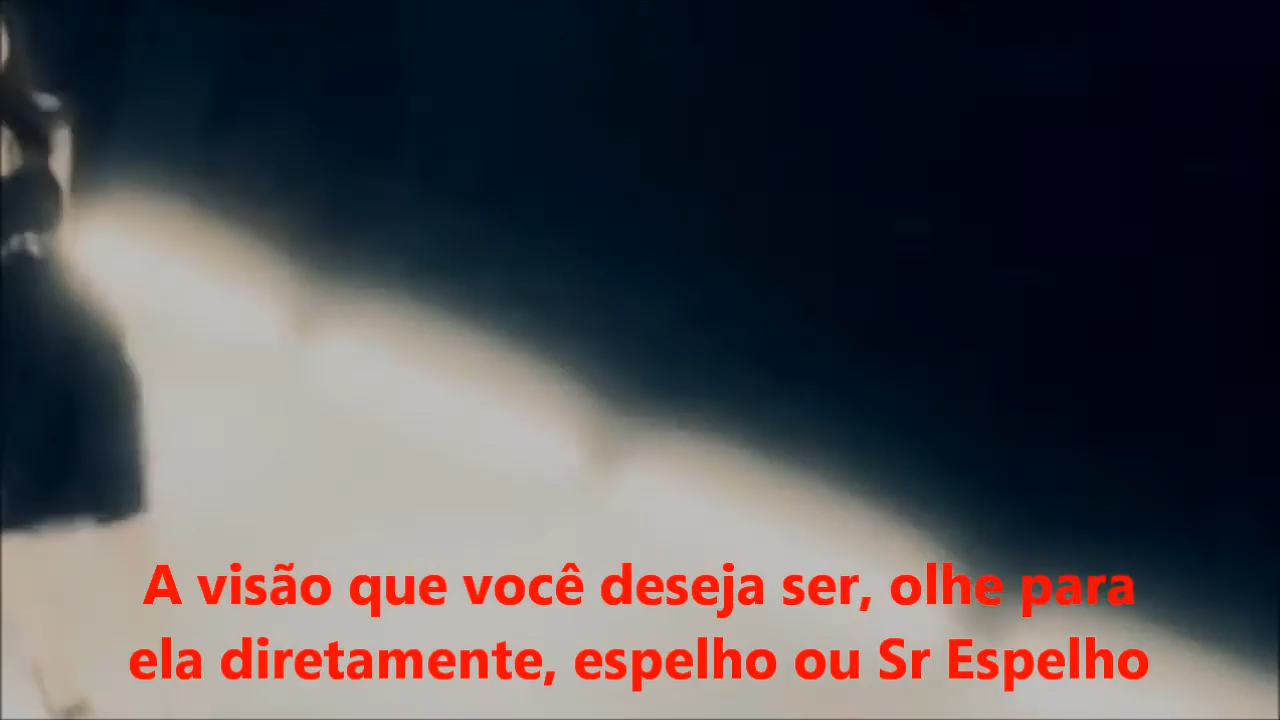 A visão que você deseja ser, olhe para
ela diretamente, espelho ou Sr Espelho